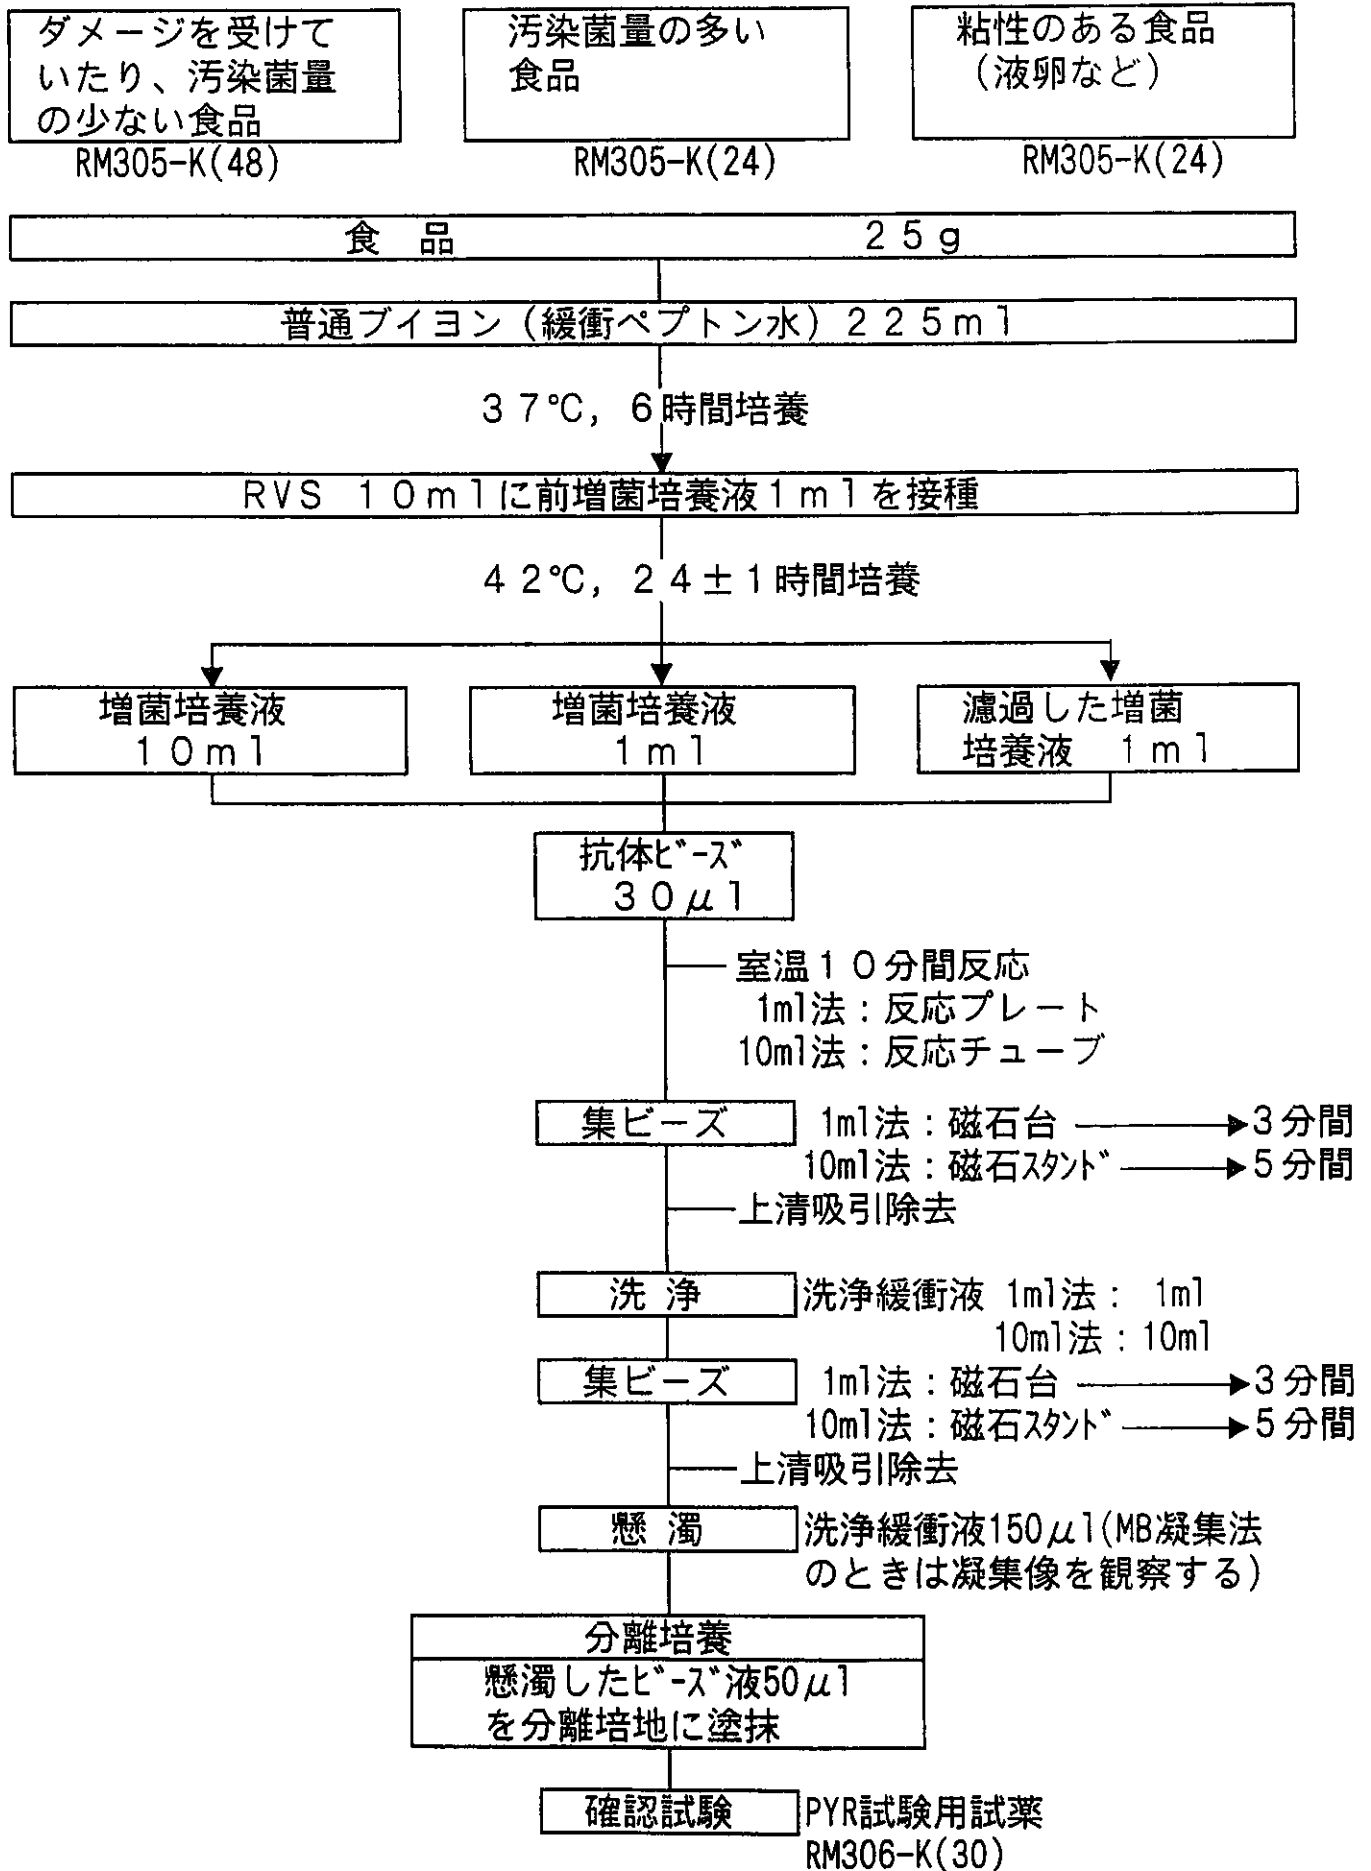 ダメージを受けて
いたり、汚染菌量
の少ない食品
RM305-K(48)
汚染菌量の多い
食品
RM305-K(24)
粘性のある食品
（液卵など）
RM305-K(24)
食 品 25g
普通ブイヨン（緩衝ペプトン水）225ml
37℃, 6時間培養
RVS 10mlに前増菌培養液1mlを接種
42℃, 24±1時間培養
増菌培養液
10ml
増菌培養液
1ml
濾過した増菌
培養液 1ml
抗体ﾋﾞｰｽﾞ
30μl
室温10分間反応
1ml法：反応プレート
10ml法：反応チューブ
集ビーズ 1ml法：磁石台 3分間
10ml法：磁石ｽﾀﾝﾄﾞ 5分間
上清吸引除去
洗 浄 洗浄緩衝液 1ml法： 1ml
10ml法：10ml
集ビーズ 1ml法：磁石台 3分間
10ml法：磁石ｽﾀﾝﾄﾞ 5分間
上清吸引除去
懸 濁 洗浄緩衝液150μl(MB凝集法
のときは凝集像を観察する)
分離培養
懸濁したﾋﾞｰｽﾞ液50μl
を分離培地に塗抹
確認試験 PYR試験用試薬
RM306-K(30)